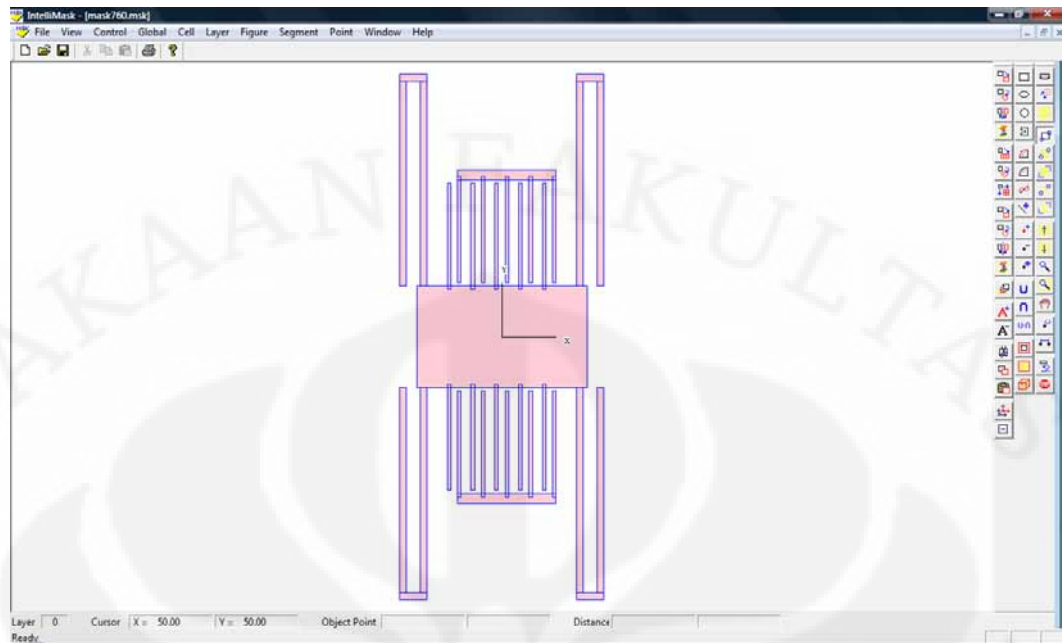 IntelliMask - [mask760.msk]
File View Control Global Cell Layer Figure Segment Point Window Help
KAAN FAKULTAS
Y
X
Layer 0 Cursor X = 50.00 Y = 50.00 Object Point Distance
Ready